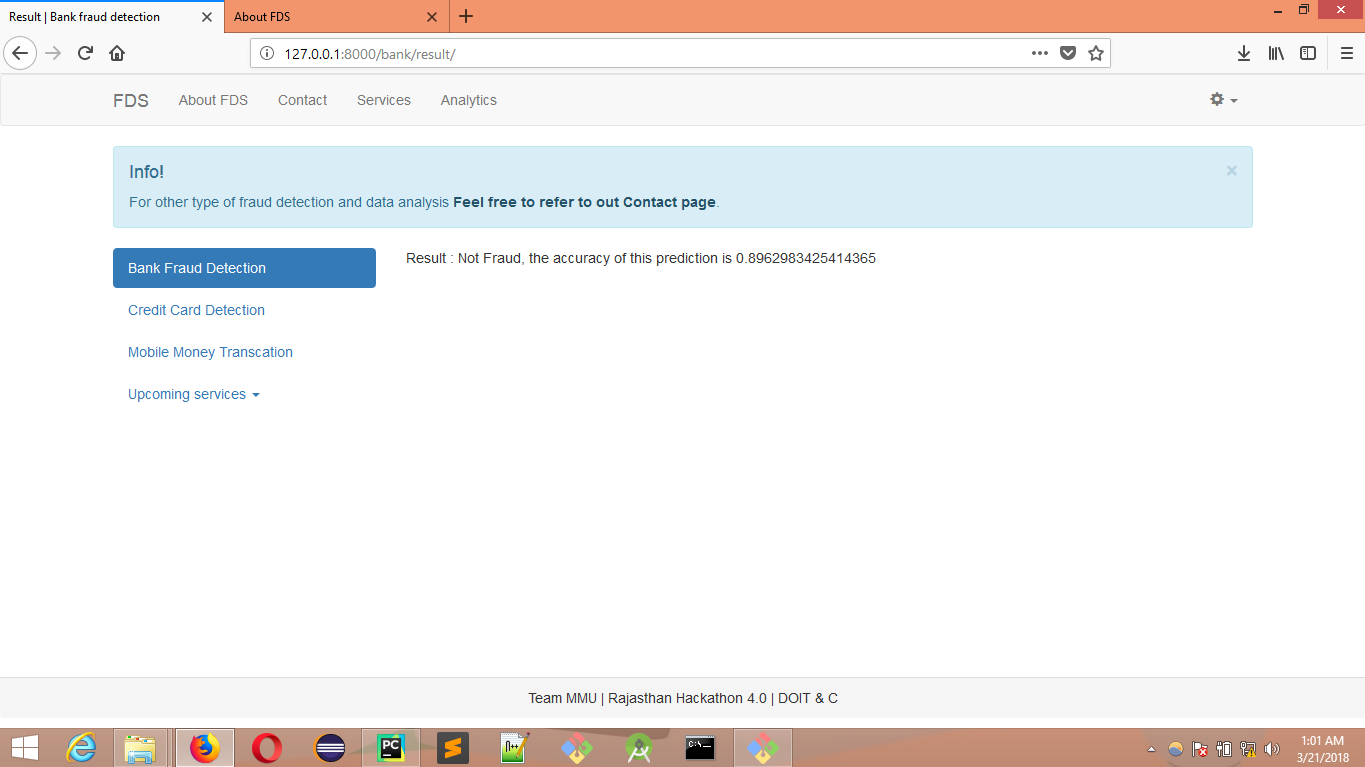 Result | Bank fraud detection
About FDS
127.0.0.1:8000/bank/result/
FDS About FDS Contact Services Analytics
Info!
For other type of fraud detection and data analysis Feel free to refer to out Contact page.
Bank Fraud Detection
Result : Not Fraud, the accuracy of this prediction is 0.8962983425414365
Credit Card Detection
Mobile Money Transcation
Upcoming services
Team MMU | Rajasthan Hackathon 4.0 | DOIT & C
PC
1:01 AM
3/21/2018